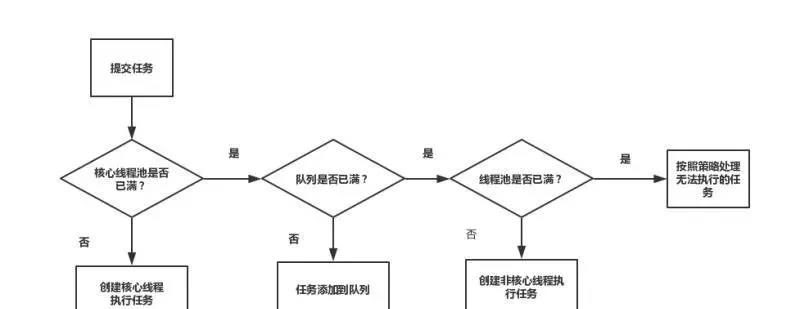 提交任务
核心线程池是否
已满？
是
队列是否已满？
是
线程池是否已满？
是
按照策略处理
无法执行的任
务
否
否
否
创建核心线程
执行任务
任务添加到队列
创建非核心线程执
行任务